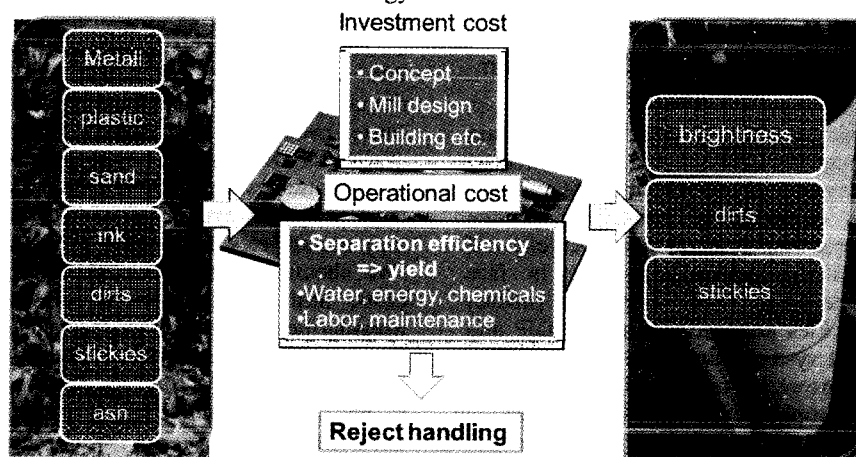 Investment cost
Metall
plastic
sand
ink
dirts
stickies
ash
• Concept
• Mill design
• Building etc.
Operational cost
• Separation efficiency
=> yield
•Water, energy, chemicals
•Labor, maintenance
Reject handling
brightness
dirts
stickies